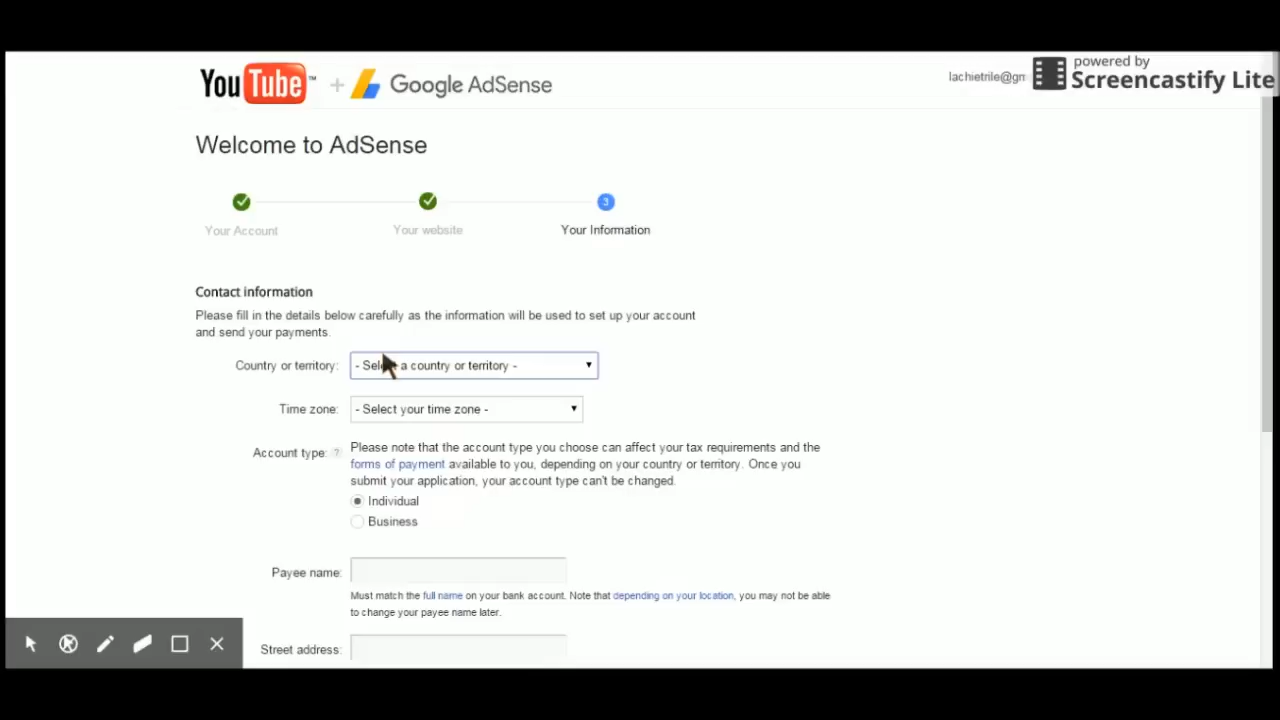 YouTube™ + Google AdSense
lachietrile@gm
powered by
Screencastify Lite
Welcome to AdSense
3
Your Account Your website Your Information
Contact information
Please fill in the details below carefully as the information will be used to set up your account
and send your payments.
Country or territory: - Select a country or territory -
Time zone: - Select your time zone -
Account type: ? Please note that the account type you choose can affect your tax requirements and the
forms of payment available to you, depending on your country or territory. Once you
submit your application, your account type can't be changed.
Individual
Business
Payee name:
Must match the full name on your bank account. Note that depending on your location, you may not be able
to change your payee name later.
Street address: